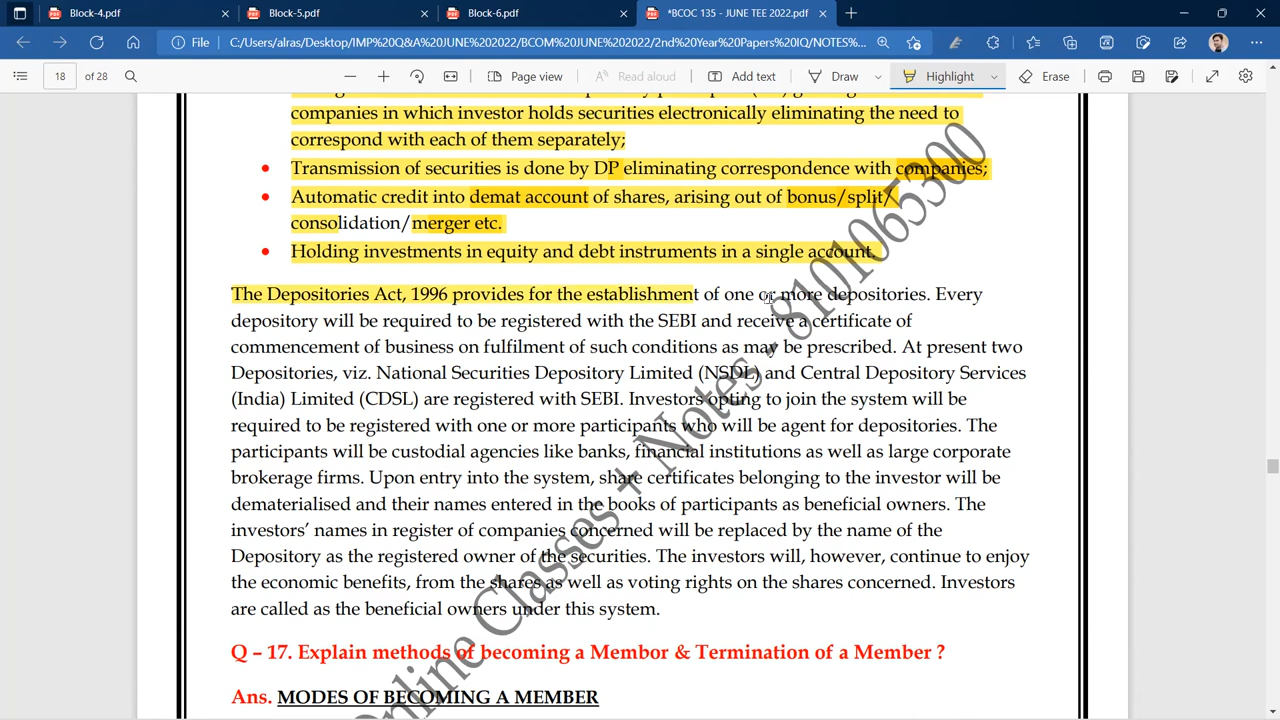 Block-4.pdf
Block-5.pdf
Block-6.pdf
*BCOC 135 - JUNE TEE 2022.pdf
File
C:/Users/alras/Desktop/IMP%20Q&A%20JUNE%202022/BCOM%20JUNE%202022/2nd%20Year%20Papers%20IQ/NOTES%...
18 of 28
Page view
Read aloud
Add text
Draw
Highlight
Erase
companies in which investor holds securities electronically eliminating the need to
correspond with each of them separately;
• Transmission of securities is done by DP eliminating correspondence with companies;
• Automatic credit into demat account of shares, arising out of bonus/split/
consolidation/merger etc.
• Holding investments in equity and debt instruments in a single account.
The Depositories Act, 1996 provides for the establishment of one or more depositories. Every
depository will be required to be registered with the SEBI and receive a certificate of
commencement of business on fulfilment of such conditions as may be prescribed. At present two
Depositories, viz. National Securities Depository Limited (NSDL) and Central Depository Services
(India) Limited (CDSL) are registered with SEBI. Investors opting to join the system will be
required to be registered with one or more participants who will be agent for depositories. The
participants will be custodial agencies like banks, financial institutions as well as large corporate
brokerage firms. Upon entry into the system, share certificates belonging to the investor will be
dematerialised and their names entered in the books of participants as beneficial owners. The
investors' names in register of companies concerned will be replaced by the name of the
Depository as the registered owner of the securities. The investors will, however, continue to enjoy
the economic benefits, from the shares as well as voting rights on the shares concerned. Investors
are called as the beneficial owners under this system.
Q – 17. Explain methods of becoming a Membor & Termination of a Member ?
Ans. MODES OF BECOMING A MEMBER
Online Classes + Notes - 8101065300